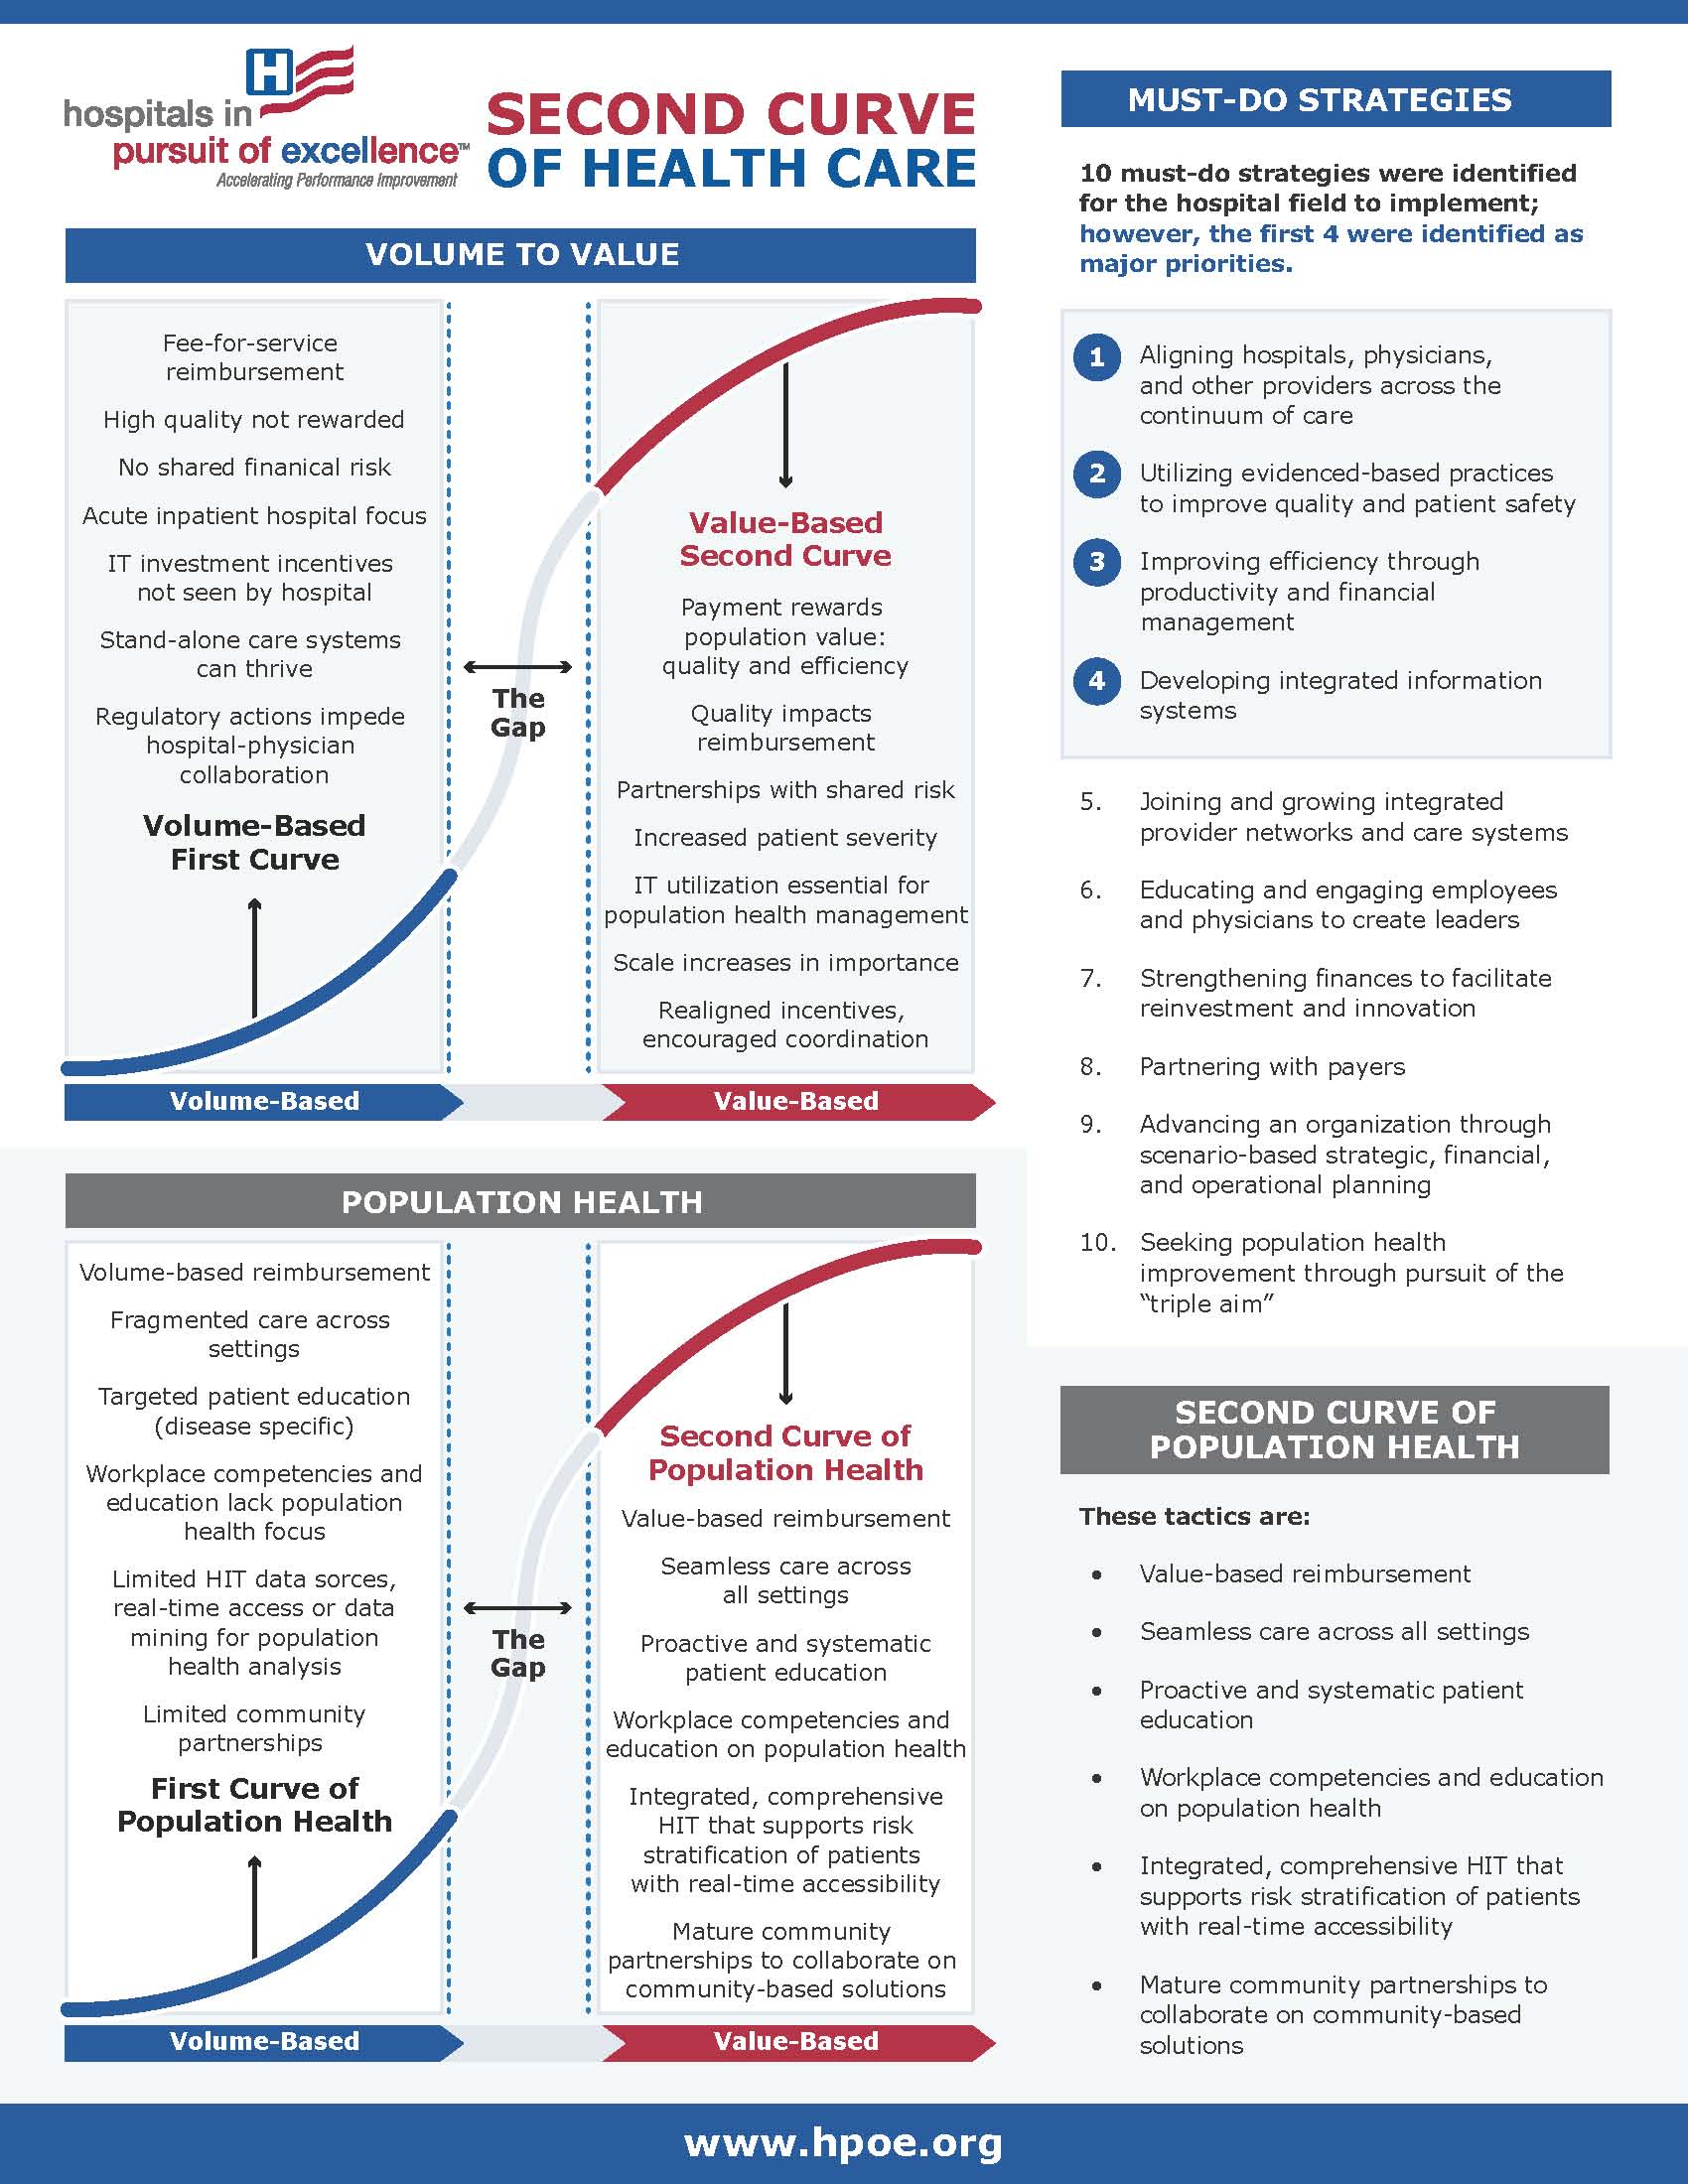 H
hospitals in
pursuit of excellence™
Accelerating Performance Improvement
SECOND CURVE
OF HEALTH CARE
VOLUME TO VALUE
Fee-for-service
reimbursement
High quality not rewarded
No shared finanical risk
Acute inpatient hospital focus
IT investment incentives
not seen by hospital
Stand-alone care systems
can thrive
Regulatory actions impede
hospital-physician
collaboration
Volume-Based
First Curve
The
Gap
Value-Based
Second Curve
Payment rewards
population value:
quality and efficiency
Quality impacts
reimbursement
Partnerships with shared risk
Increased patient severity
IT utilization essential for
population health management
Scale increases in importance
Realigned incentives,
encouraged coordination
Volume-Based
Value-Based
POPULATION HEALTH
Volume-based reimbursement
Fragmented care across
settings
Targeted patient education
(disease specific)
Workplace competencies and
education lack population
health focus
Limited HIT data sorces,
real-time access or data
mining for population
health analysis
Limited community
partnerships
First Curve of
Population Health
The
Gap
Second Curve of
Population Health
Value-based reimbursement
Seamless care across
all settings
Proactive and systematic
patient education
Workplace competencies and
education on population health
Integrated, comprehensive
HIT that supports risk
stratification of patients
with real-time accessibility
Mature community
partnerships to collaborate on
community-based solutions
Volume-Based
Value-Based
MUST-DO STRATEGIES
10 must-do strategies were identified
for the hospital field to implement;
however, the first 4 were identified as
major priorities.
1 Aligning hospitals, physicians,
and other providers across the
continuum of care
2 Utilizing evidenced-based practices
to improve quality and patient safety
3 Improving efficiency through
productivity and financial
management
4 Developing integrated information
systems
5. Joining and growing integrated
provider networks and care systems
6. Educating and engaging employees
and physicians to create leaders
7. Strengthening finances to facilitate
reinvestment and innovation
8. Partnering with payers
9. Advancing an organization through
scenario-based strategic, financial,
and operational planning
10. Seeking population health
improvement through pursuit of the
“triple aim”
SECOND CURVE OF
POPULATION HEALTH
These tactics are:
• Value-based reimbursement
• Seamless care across all settings
• Proactive and systematic patient
education
• Workplace competencies and education
on population health
• Integrated, comprehensive HIT that
supports risk stratification of patients
with real-time accessibility
• Mature community partnerships to
collaborate on community-based
solutions
www.hpoe.org